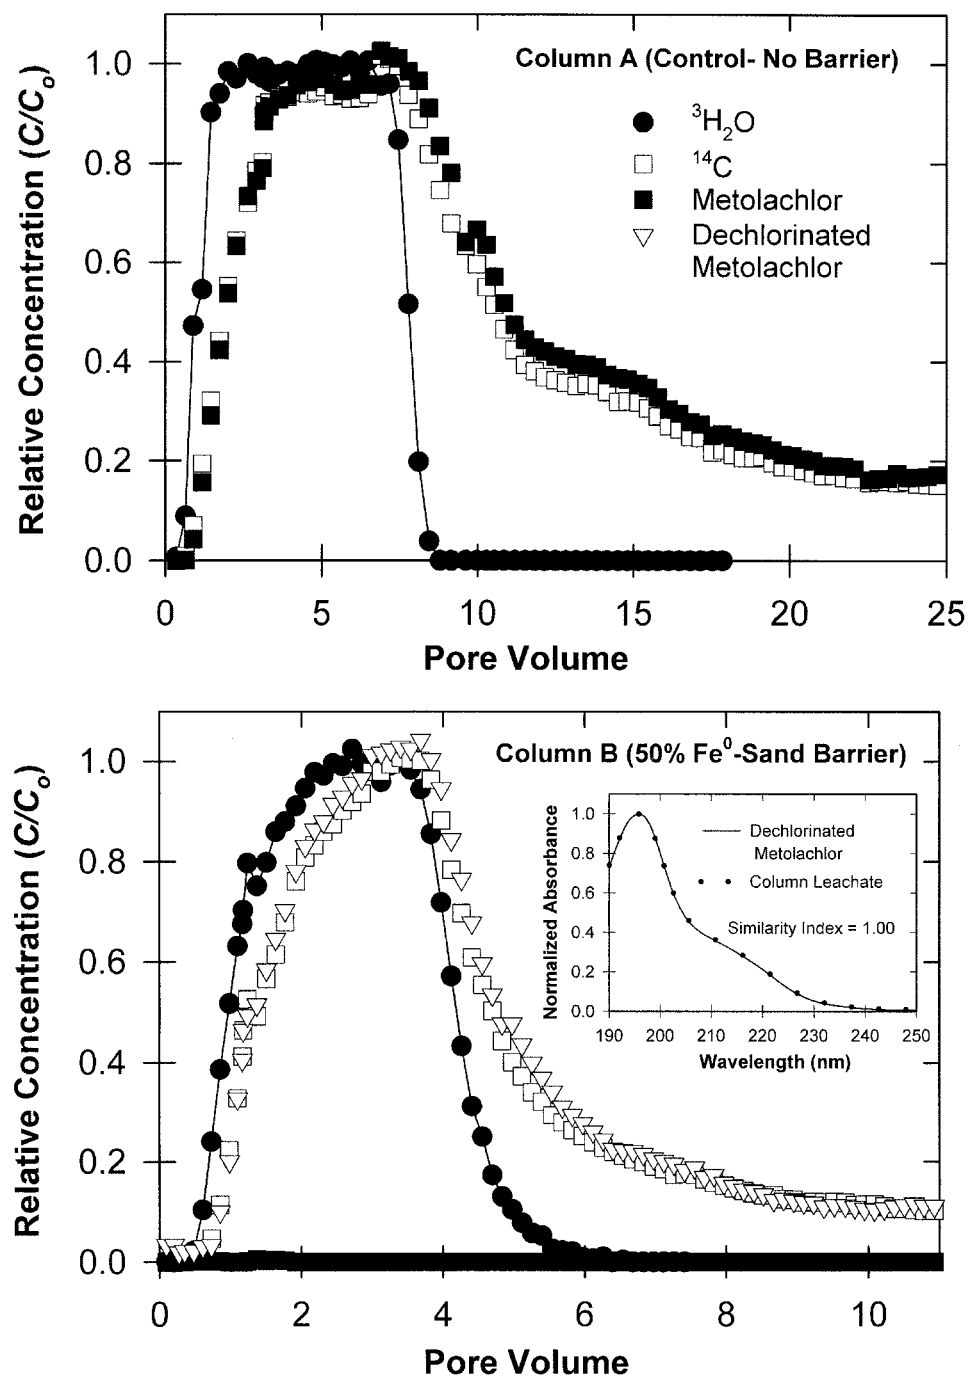 Column A (Control- No Barrier)
³H₂O
¹⁴C
Metolachlor
Dechlorinated
Metolachlor
Relative Concentration (C/Cₒ)
1.0
0.8
0.6
0.4
0.2
0.0
0 5 10 15 20 25
Pore Volume
Column B (50% Fe⁰-Sand Barrier)
Relative Concentration (C/Cₒ)
1.0
0.8
0.6
0.4
0.2
0.0
Normalized Absorbance
1.0
0.8
0.6
0.4
0.2
0.0
Dechlorinated
Metolachlor
Column Leachate
Similarity Index = 1.00
190 200 210 220 230 240 250
Wavelength (nm)
0 2 4 6 8 10
Pore Volume